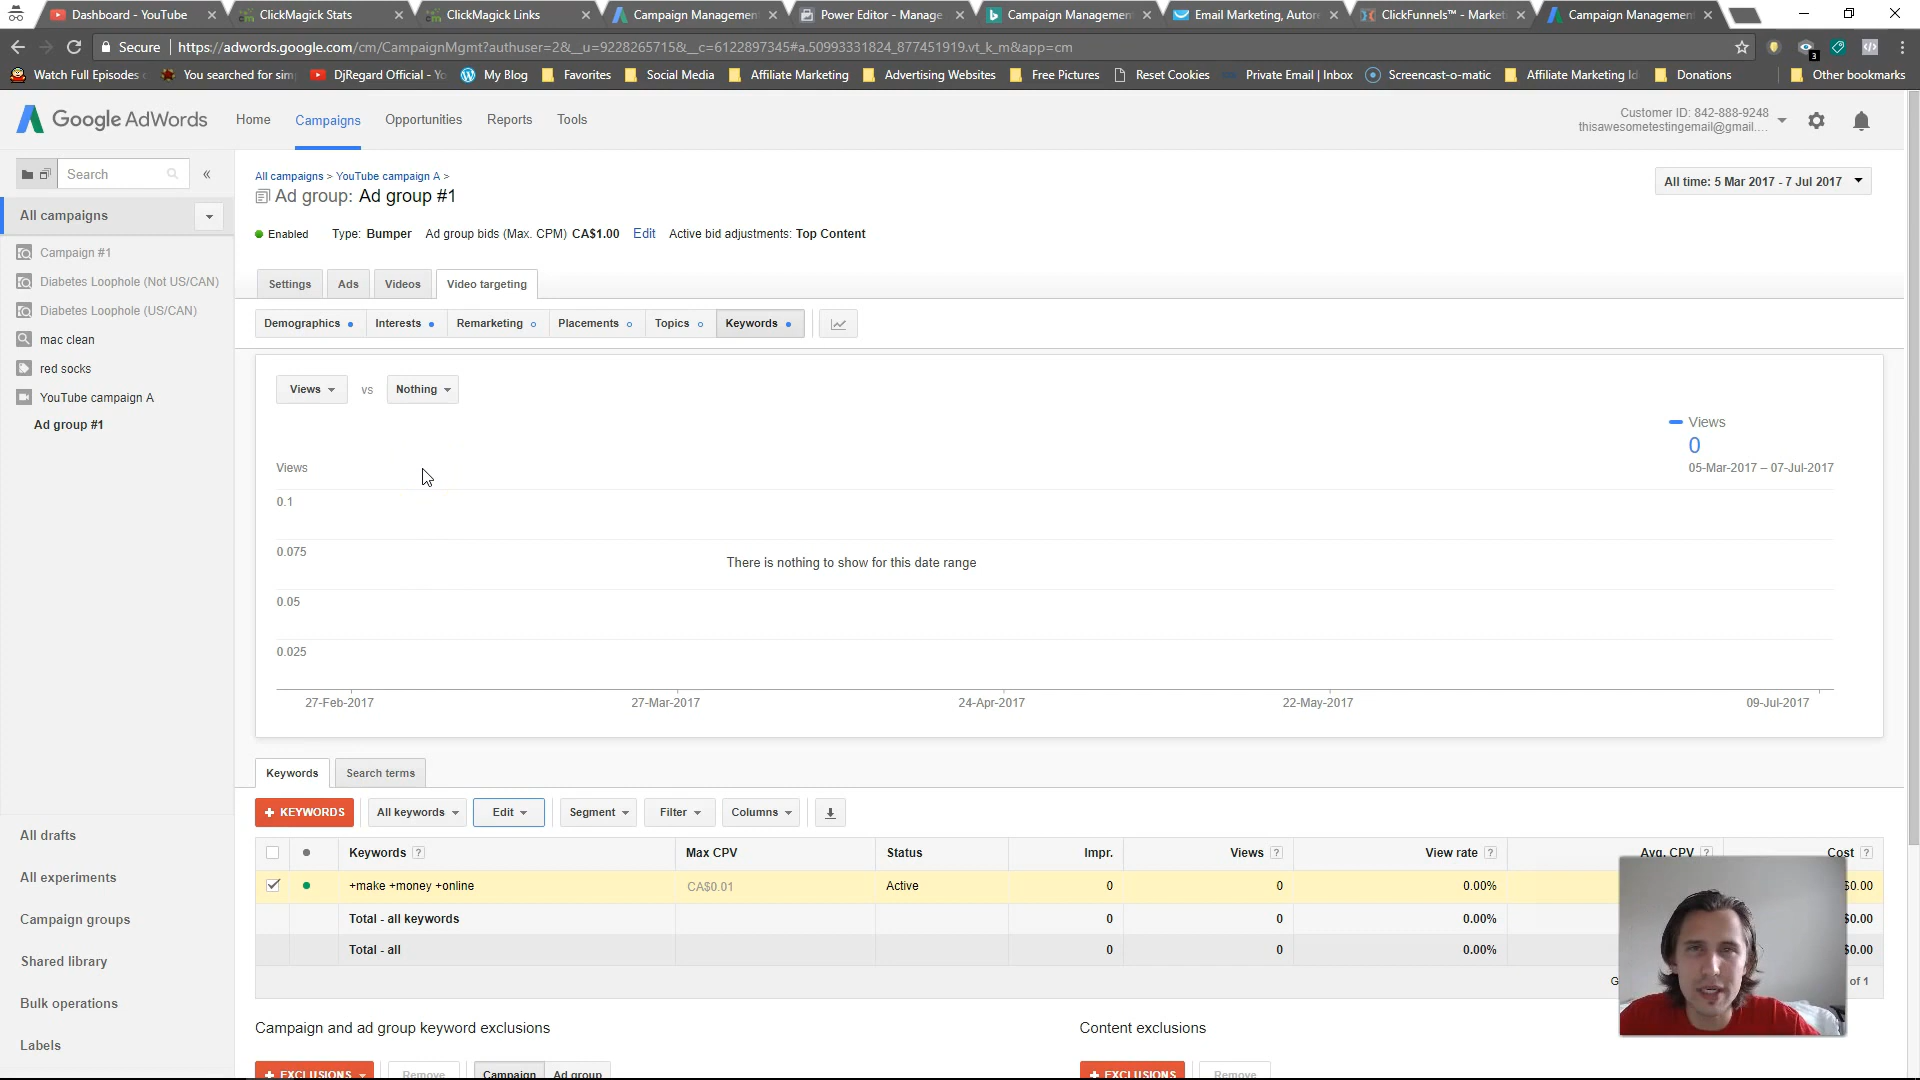 Dashboard - YouTube
ClickMagick Stats
ClickMagick Links
Campaign Managemen
Power Editor - Manage
Campaign Managemen
Email Marketing, Autor
ClickFunnels™ - Market
Campaign Managemen
Secure
https://adwords.google.com/cm/CampaignMgmt?authuser=2&__u=9228265715&__c=6122897345#a.50993331824_877451919.vt_k_m&app=cm
3
Watch Full Episodes
You searched for sim
DjRegard Official - Yo
My Blog
Favorites
Social Media
Affiliate Marketing
Advertising Websites
Free Pictures
Reset Cookies
Private Email | Inbox
Screencast-o-matic
Affiliate Marketing Id
Donations
Other bookmarks
Google AdWords
Home
Campaigns
Opportunities
Reports
Tools
Customer ID: 842-888-9248
thisawesometestingemail@gmail....
Search
«
All campaigns
Campaign #1
Diabetes Loophole (Not US/CAN)
Diabetes Loophole (US/CAN)
mac clean
red socks
YouTube campaign A
Ad group #1
All drafts
All experiments
Campaign groups
Shared library
Bulk operations
Labels
All campaigns > YouTube campaign A >
Ad group: Ad group #1
All time: 5 Mar 2017 - 7 Jul 2017
Enabled Type: Bumper Ad group bids (Max. CPM) CA$1.00 Edit Active bid adjustments: Top Content
Settings
Ads
Videos
Video targeting
Demographics
Interests
Remarketing
Placements
Topics
Keywords
Views vs Nothing
Views
0
05-Mar-2017 – 07-Jul-2017
Views
0.1
0.075
There is nothing to show for this date range
0.05
0.025
27-Feb-2017
27-Mar-2017
24-Apr-2017
22-May-2017
09-Jul-2017
Keywords
Search terms
+ KEYWORDS
All keywords
Edit
Segment
Filter
Columns
Keywords ? Max CPV Status Impr. Views ? View rate ? Avg. CPV ? Cost ?
+make +money +online CA$0.01 Active 0 0 0.00% $0.00
Total - all keywords 0 0 0.00% $0.00
Total - all 0 0 0.00% $0.00
of 1
Campaign and ad group keyword exclusions
Content exclusions
+ EXCLUSIONS
Remove
Campaign
Ad group
+ EXCLUSIONS
Remove